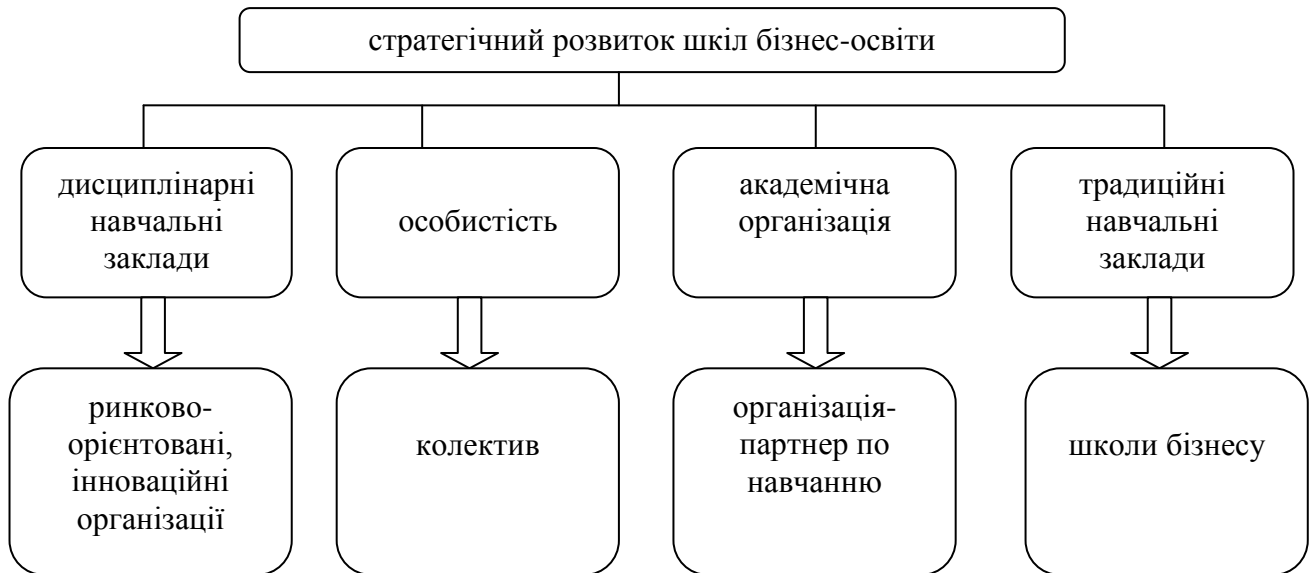 стратегічний розвиток шкіл бізнес-освіти
дисциплінарні
навчальні
заклади
особистість
академічна
організація
традиційні
навчальні
заклади
ринково-
орієнтовані,
інноваційні
організації
колектив
організація-
партнер по
навчанню
школи бізнесу